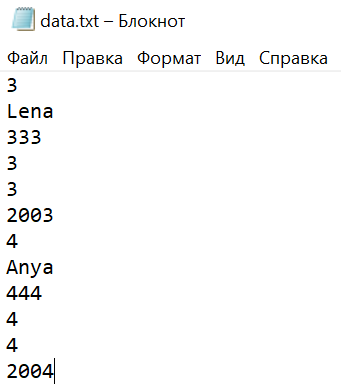 data.txt – Блокнот
Файл Правка Формат Вид Справка
3
Lena
333
3
3
2003
4
Anya
444
4
4
2004